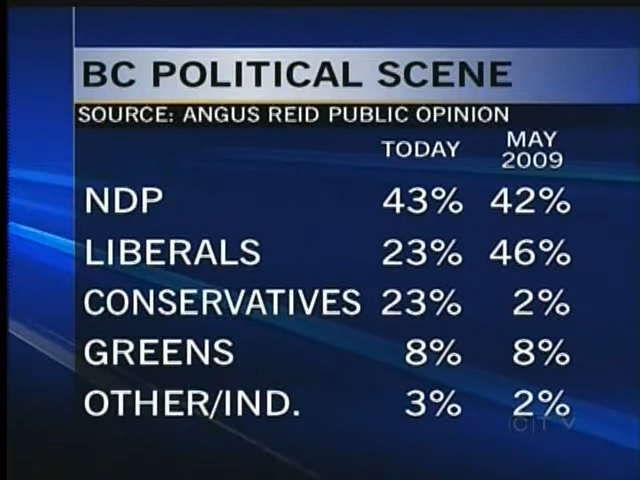 BC POLITICAL SCENE
SOURCE: ANGUS REID PUBLIC OPINION
TODAY MAY 2009
NDP 43% 42%
LIBERALS 23% 46%
CONSERVATIVES 23% 2%
GREENS 8% 8%
OTHER/IND. 3% 2%
CTV